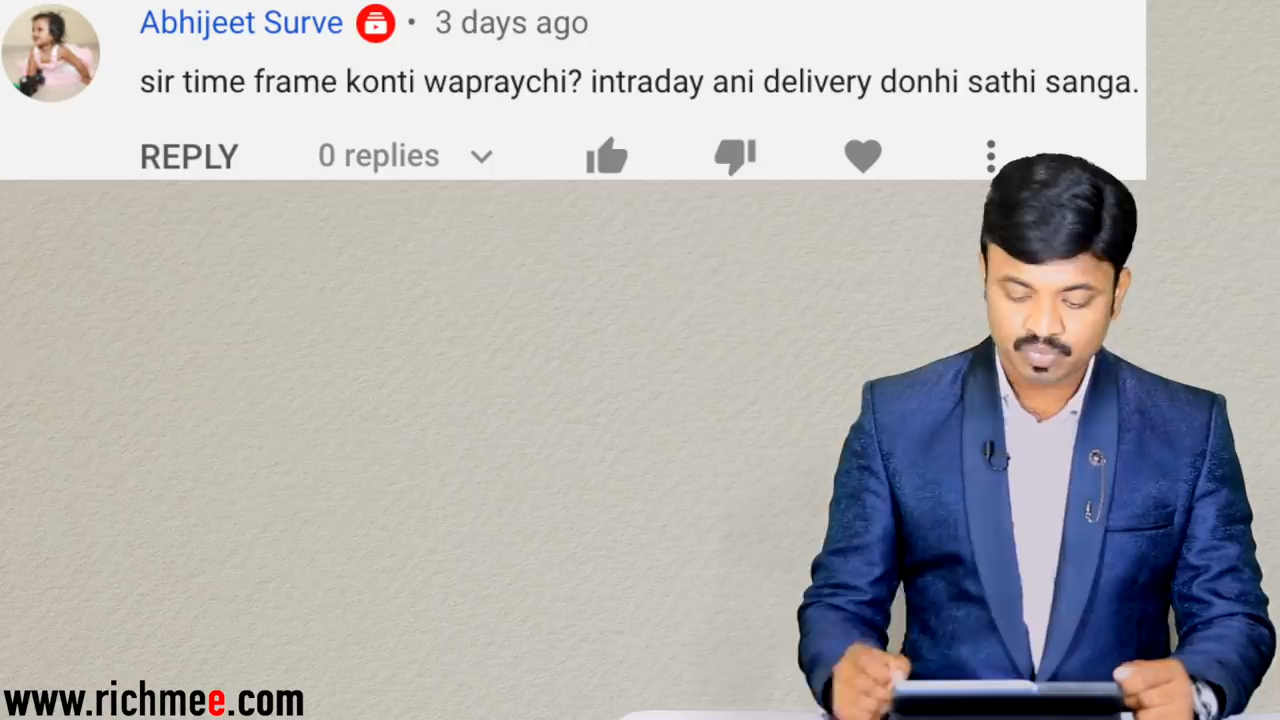 Abhijeet Surve • 3 days ago
sir time frame konti wapraychi? intraday ani delivery donhi sathi sanga.
REPLY 0 replies
www.richmee.com